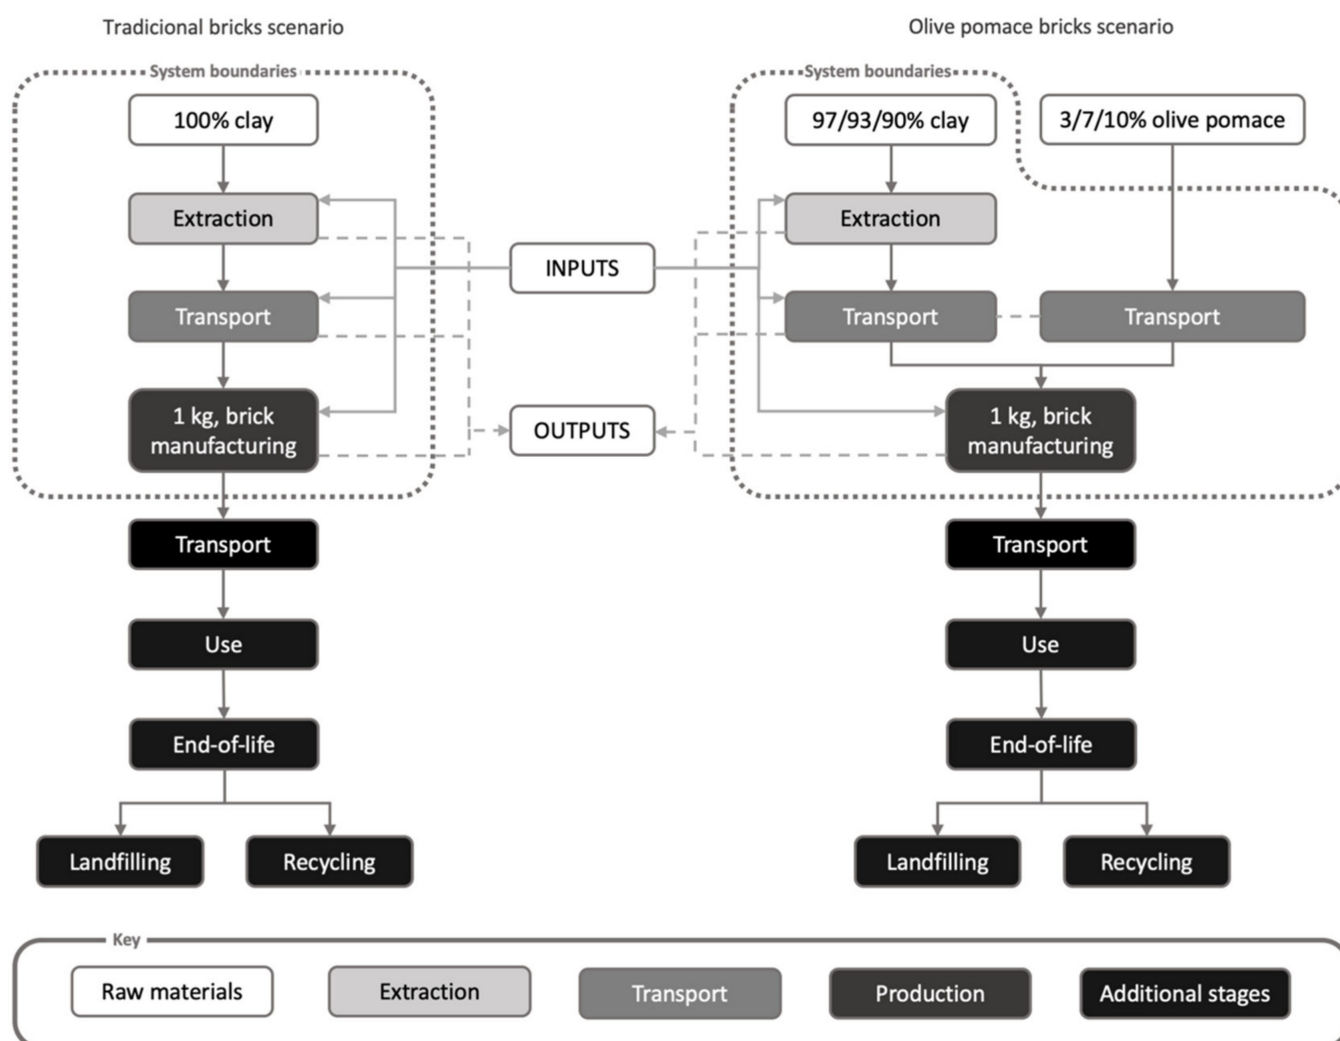 Tradicional bricks scenario
Olive pomace bricks scenario
System boundaries
System boundaries
100% clay
97/93/90% clay
3/7/10% olive pomace
Extraction
Extraction
INPUTS
Transport
Transport
Transport
1 kg, brick
manufacturing
OUTPUTS
1 kg, brick
manufacturing
Transport
Transport
Use
Use
End-of-life
End-of-life
Landfilling
Recycling
Landfilling
Recycling
Key
Raw materials
Extraction
Transport
Production
Additional stages